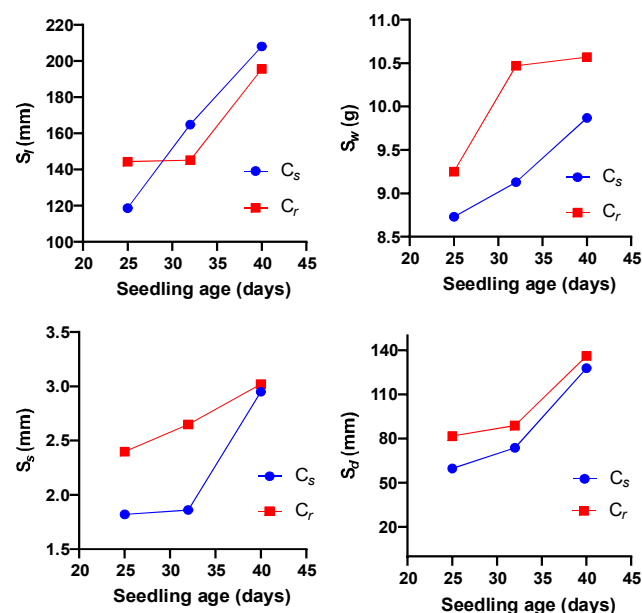 220
200
180
160
140
120
100
S_l (mm)
C_s
C_r
20 25 30 35 40 45
Seedling age (days)
11.0
10.5
10.0
9.5
9.0
8.5
S_w (g)
C_s
C_r
20 25 30 35 40 45
Seedling age (days)
3.5
3.0
2.5
2.0
1.5
S_s (mm)
C_s
C_r
20 25 30 35 40 45
Seedling age (days)
140
100
80
60
20
S_d (mm)
C_s
C_r
20 25 30 35 40 45
Seedling age (days)